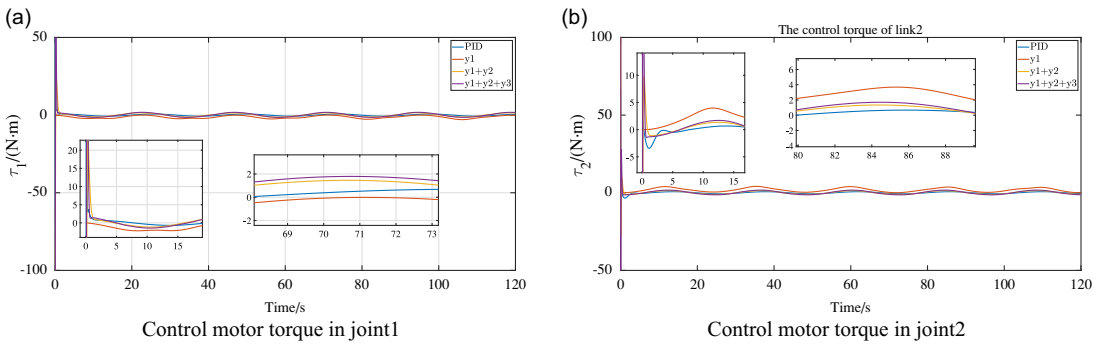 (a)
50
0
-50
-100
τ1/(N·m)
PID
y1
y1+y2
y1+y2+y3
20
15
10
5
0
0 5 10 15
2
0
-2
69 70 71 72 73
0 20 40 60 80 100 120
Time/s
Control motor torque in joint1
(b)
The control torque of link2
100
50
0
-50
τ2/(N·m)
PID
y1
y1+y2
y1+y2+y3
5
0
-5
0 5 10 15
6
4
2
0
-2
-4
80 82 84 86 88
0 20 40 60 80 100 120
Time/s
Control motor torque in joint2